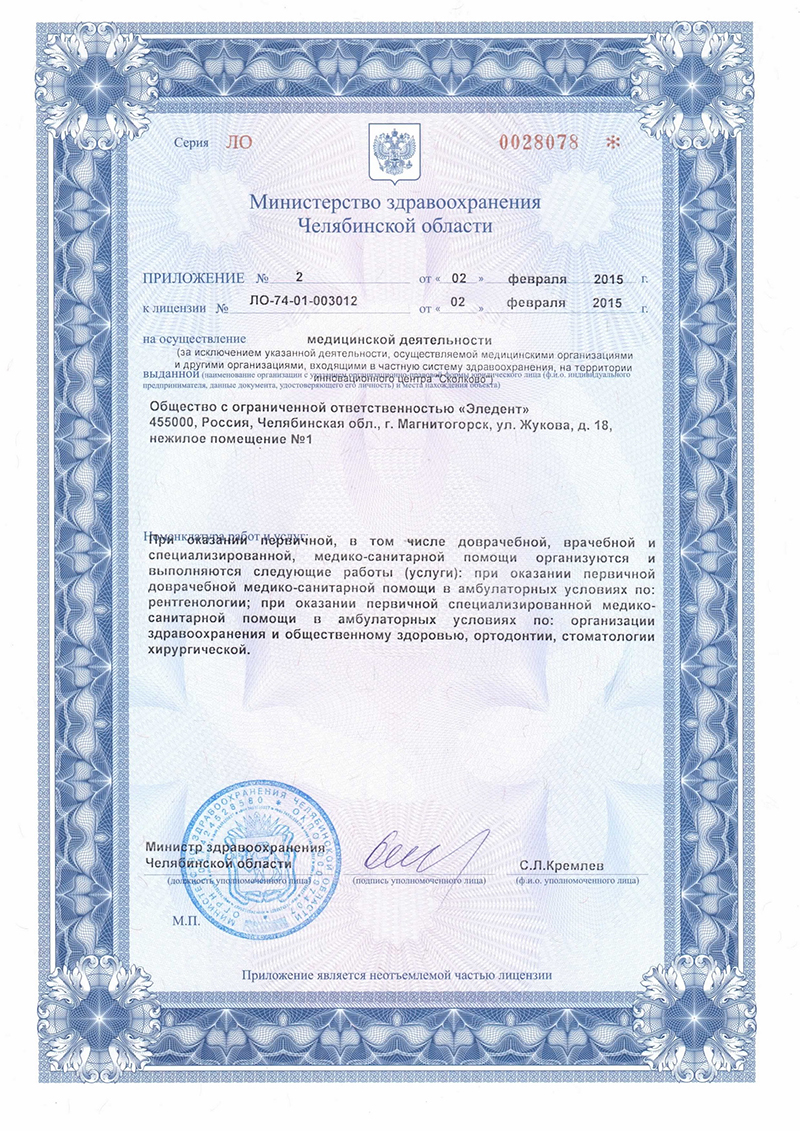 Серия ЛО 0028078 *
Министерство здравоохранения
Челябинской области
ПРИЛОЖЕНИЕ № 2 от « 02 » февраля 2015 г.
к лицензии № ЛО-74-01-003012 от « 02 » февраля 2015 г.
на осуществление медицинской деятельности
(за исключением указанной деятельности, осуществляемой медицинскими организациями
и другими организациями, входящими в частную систему здравоохранения, на территории
инновационного центра "Сколково")
выданной (наименование организации с указанием организационно-правовой формы юридического лица (ф.и.о. индивидуального
предпринимателя, данные документа, удостоверяющего его личность) и места нахождения объекта)
Общество с ограниченной ответственностью «Эледент»
455000, Россия, Челябинская обл., г. Магнитогорск, ул. Жукова, д. 18,
нежилое помещение №1
Номенклатура работ и услуг:
При оказании первичной, в том числе доврачебной, врачебной и
специализированной, медико-санитарной помощи организуются и
выполняются следующие работы (услуги): при оказании первичной
доврачебной медико-санитарной помощи в амбулаторных условиях по:
рентгенологии; при оказании первичной специализированной медико-
санитарной помощи в амбулаторных условиях по: организации
здравоохранения и общественному здоровью, ортодонтии, стоматологии
хирургической.
Министр здравоохранения
Челябинской области
С.Л.Кремлев
(должность уполномоченного лица) (подпись уполномоченного лица) (ф.и.о. уполномоченного лица)
М.П.
Приложение является неотъемлемой частью лицензии